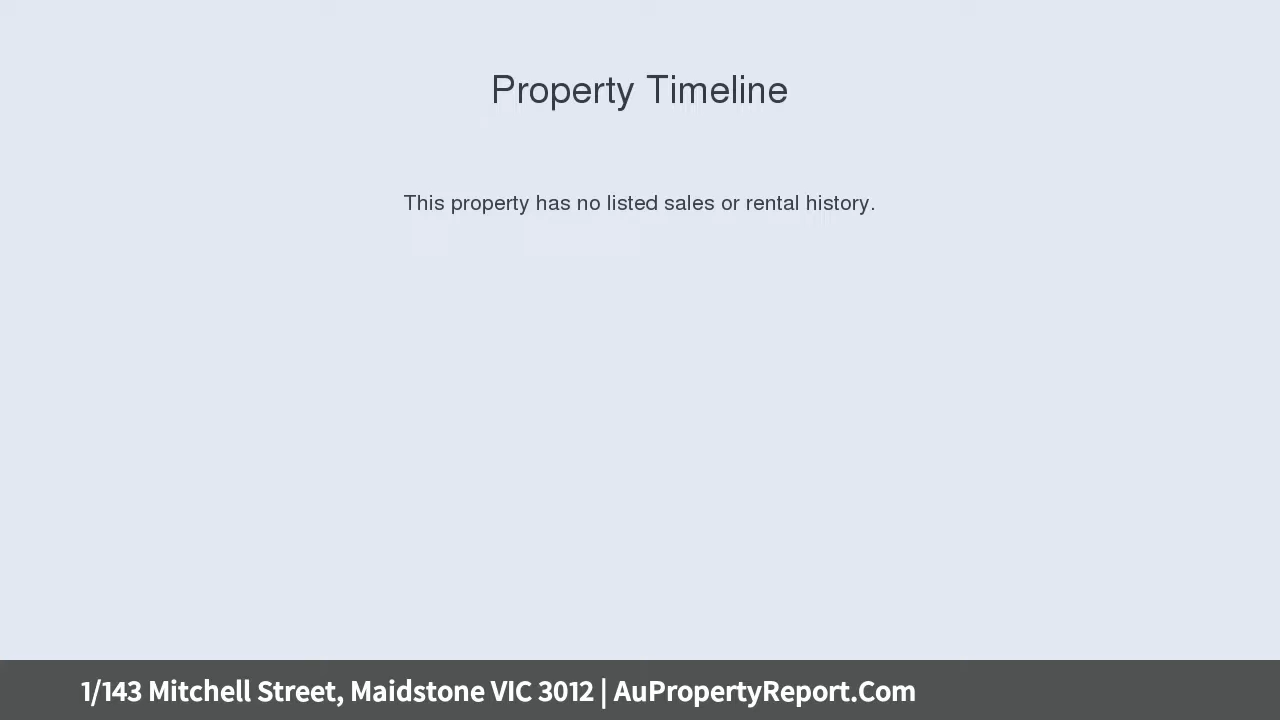 Property Timeline
This property has no listed sales or rental history.
1/143 Mitchell Street, Maidstone VIC 3012 | AuPropertyReport.Com